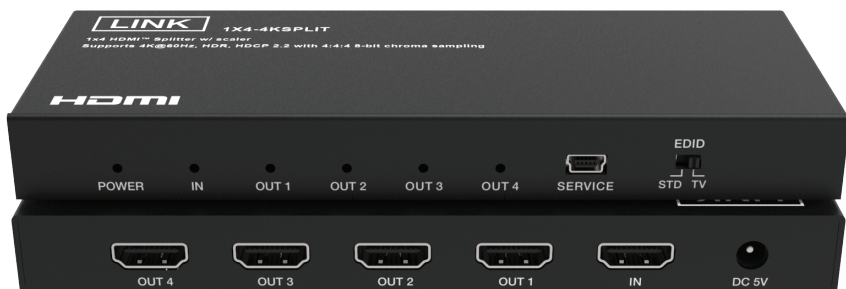 LINK 1X4-4KSPLIT
1x4 HDMI™ Splitter w/ scaler
Supports 4K@60Hz, HDR, HDCP 2.2 with 4:4:4 8-bit chroma sampling
HDMI
EDID
POWER IN OUT 1 OUT 2 OUT 3 OUT 4 SERVICE STD TV
OUT 4 OUT 3 OUT 2 OUT 1 IN DC 5V